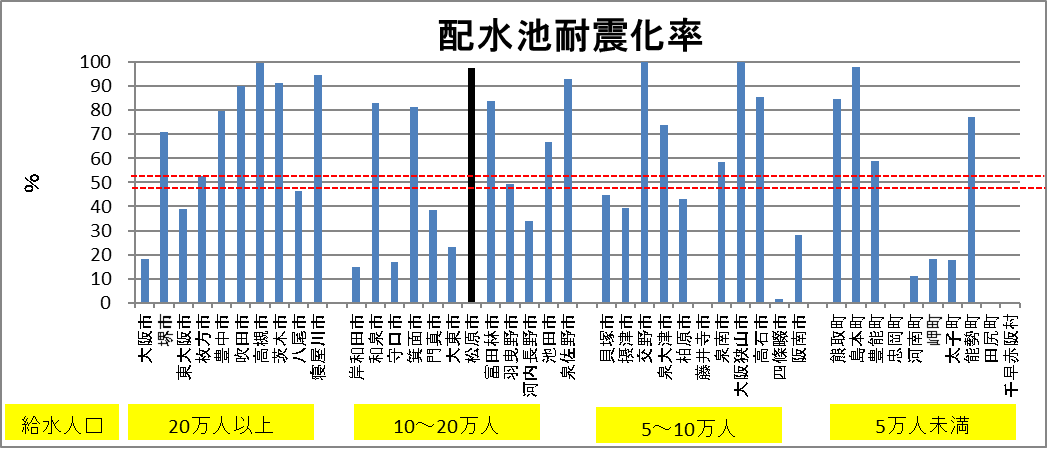 配水池耐震化率
%
100
90
80
70
60
50
40
30
20
10
0
大阪市
堺市
東大阪市
枚方市
豊中市
吹田市
高槻市
茨木市
八尾市
寝屋川市
岸和田市
和泉市
守口市
箕面市
門真市
大東市
松原市
富田林市
羽曳野市
河内長野市
池田市
泉佐野市
貝塚市
摂津市
交野市
泉大津市
柏原市
藤井寺市
泉南市
大阪狭山市
高石市
四條畷市
阪南市
熊取町
島本町
豊能町
忠岡町
河南町
岬町
太子町
能勢町
田尻町
千早赤阪村
給水人口
20万人以上
10～20万人
5～10万人
5万人未満